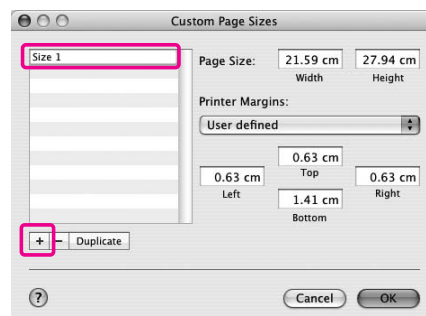 Custom Page Sizes
Size 1
Page Size:
21.59 cm
27.94 cm
Width
Height
Printer Margins:
User defined
0.63 cm
Top
0.63 cm
0.63 cm
Left
Right
1.41 cm
Bottom
+ − Duplicate
?
Cancel
OK